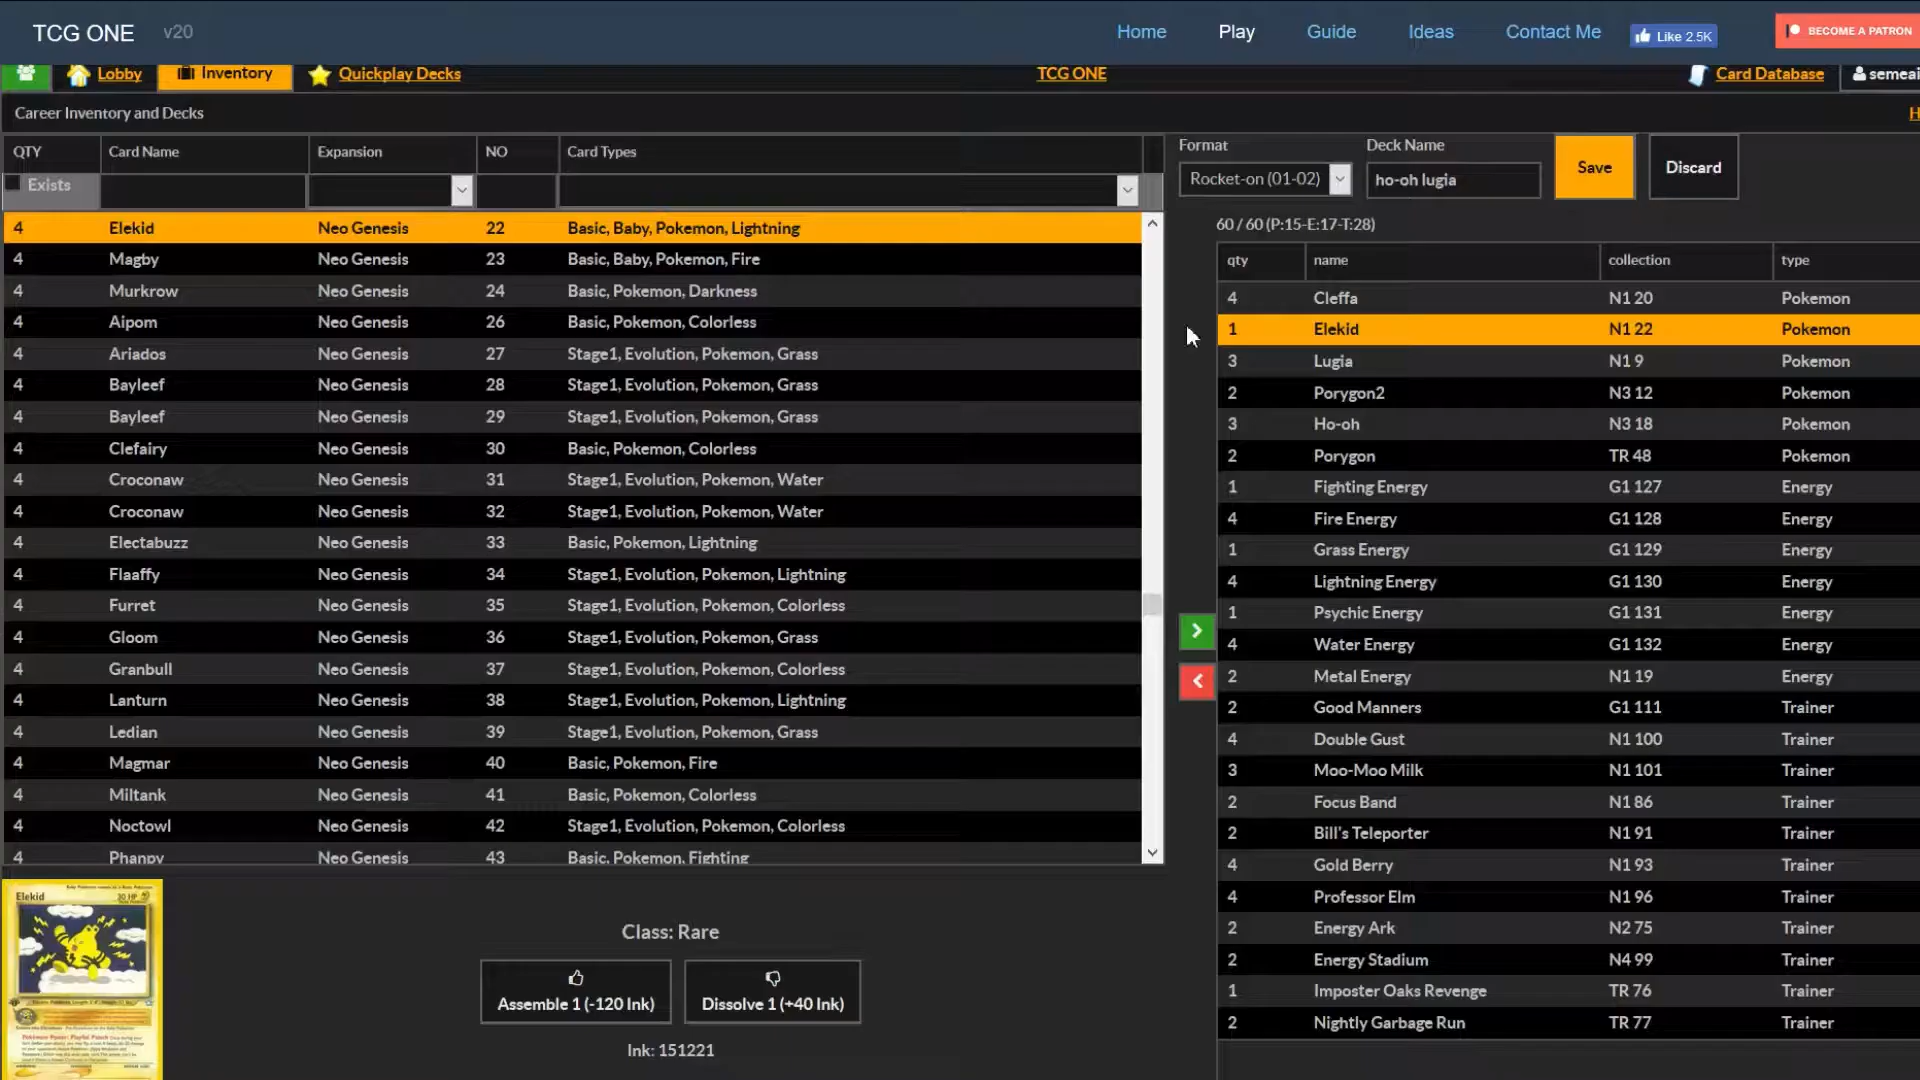 TCG ONE v20 Home Play Guide Ideas Contact Me Like 2.5K BECOME A PATRON
Lobby Inventory Quickplay Decks TCG ONE Card Database semeai
Career Inventory and Decks H
QTY Card Name Expansion NO Card Types
Exists
4 Elekid Neo Genesis 22 Basic, Baby, Pokemon, Lightning
4 Magby Neo Genesis 23 Basic, Baby, Pokemon, Fire
4 Murkrow Neo Genesis 24 Basic, Pokemon, Darkness
4 Aipom Neo Genesis 26 Basic, Pokemon, Colorless
4 Ariados Neo Genesis 27 Stage1, Evolution, Pokemon, Grass
4 Bayleef Neo Genesis 28 Stage1, Evolution, Pokemon, Grass
4 Bayleef Neo Genesis 29 Stage1, Evolution, Pokemon, Grass
4 Clefairy Neo Genesis 30 Basic, Pokemon, Colorless
4 Croconaw Neo Genesis 31 Stage1, Evolution, Pokemon, Water
4 Croconaw Neo Genesis 32 Stage1, Evolution, Pokemon, Water
4 Electabuzz Neo Genesis 33 Basic, Pokemon, Lightning
4 Flaaffy Neo Genesis 34 Stage1, Evolution, Pokemon, Lightning
4 Furret Neo Genesis 35 Stage1, Evolution, Pokemon, Colorless
4 Gloom Neo Genesis 36 Stage1, Evolution, Pokemon, Grass
4 Granbull Neo Genesis 37 Stage1, Evolution, Pokemon, Colorless
4 Lanturn Neo Genesis 38 Stage1, Evolution, Pokemon, Lightning
4 Ledian Neo Genesis 39 Stage1, Evolution, Pokemon, Grass
4 Magmar Neo Genesis 40 Basic, Pokemon, Fire
4 Miltank Neo Genesis 41 Basic, Pokemon, Colorless
4 Noctowl Neo Genesis 42 Stage1, Evolution, Pokemon, Colorless
4 Phanpy Neo Genesis 43 Basic, Pokemon, Fighting
Elekid 30 HP
Class: Rare
Assemble 1 (-120 Ink) Dissolve 1 (+40 Ink)
Ink: 151221
Format Deck Name
Rocket-on (01-02) ho-oh lugia Save Discard
60 / 60 (P:15-E:17-T:28)
qty name collection type
4 Cleffa N1 20 Pokemon
1 Elekid N1 22 Pokemon
3 Lugia N1 9 Pokemon
2 Porygon2 N3 12 Pokemon
3 Ho-oh N3 18 Pokemon
2 Porygon TR 48 Pokemon
1 Fighting Energy G1 127 Energy
4 Fire Energy G1 128 Energy
1 Grass Energy G1 129 Energy
4 Lightning Energy G1 130 Energy
1 Psychic Energy G1 131 Energy
4 Water Energy G1 132 Energy
2 Metal Energy N1 19 Energy
2 Good Manners G1 111 Trainer
4 Double Gust N1 100 Trainer
3 Moo-Moo Milk N1 101 Trainer
2 Focus Band N1 86 Trainer
2 Bill's Teleporter N1 91 Trainer
4 Gold Berry N1 93 Trainer
4 Professor Elm N1 96 Trainer
2 Energy Ark N2 75 Trainer
2 Energy Stadium N4 99 Trainer
1 Imposter Oaks Revenge TR 76 Trainer
2 Nightly Garbage Run TR 77 Trainer